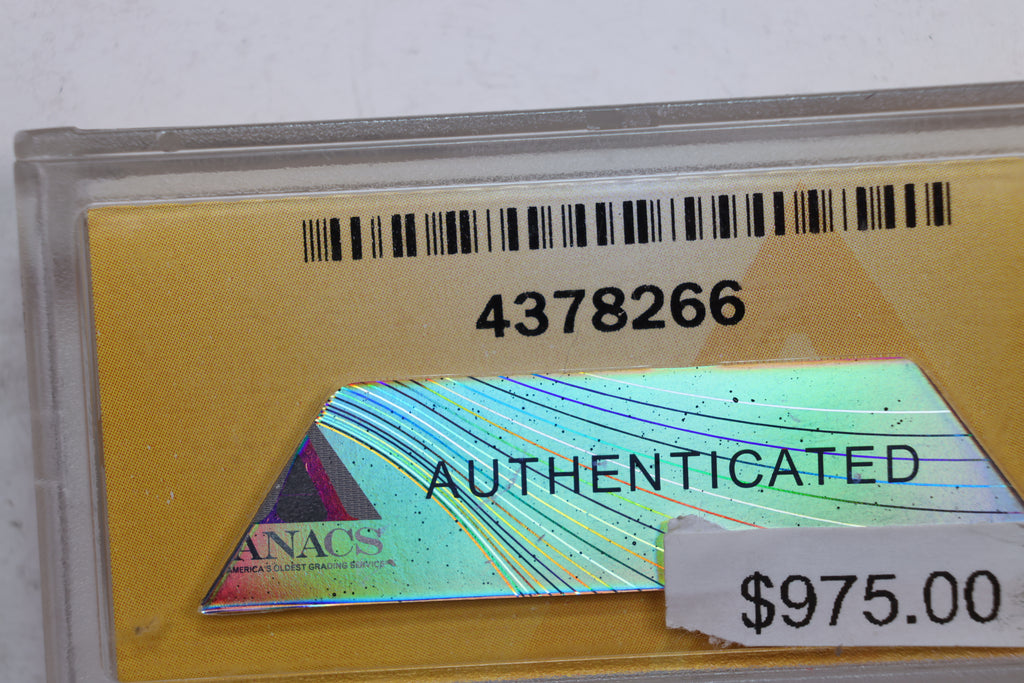 4378266
AUTHENTICATED
ANACS
AMERICA'S OLDEST GRADING SERVICE
$975.00